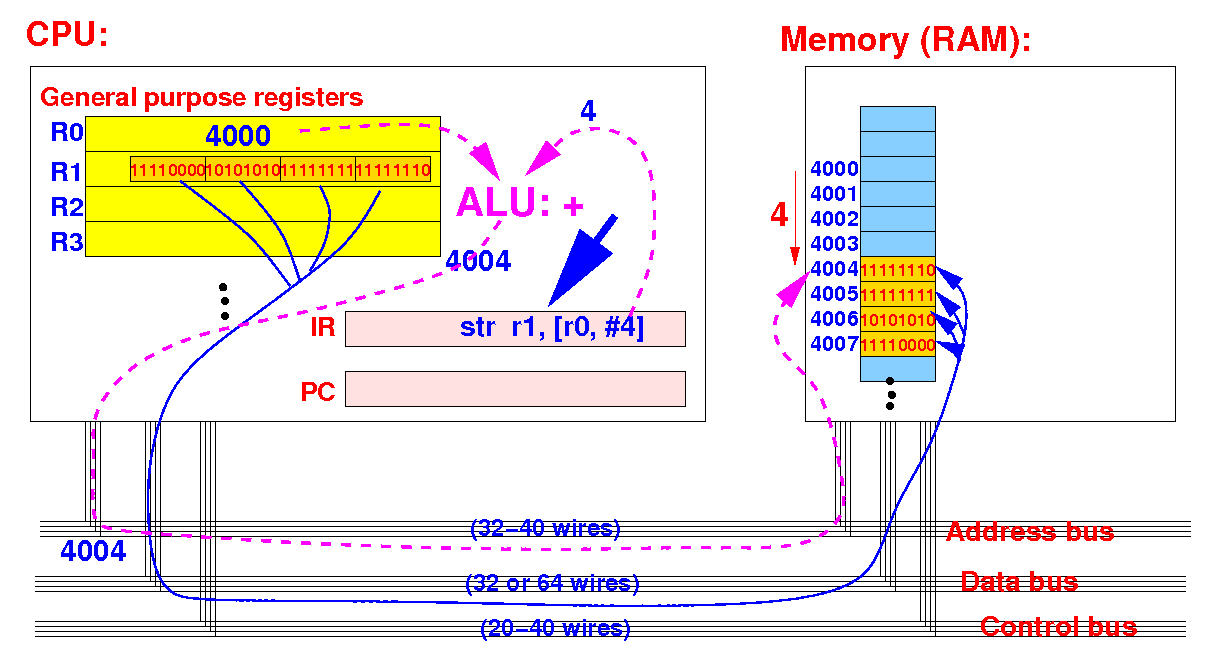 CPU:
Memory (RAM):
General purpose registers
4
R0 4000
R1 11110000 10101010 11111111 11111110
R2
R3
ALU: +
4004
IR str r1, [r0, #4]
PC
4000
4001
4002
4003
4
4004 11111110
4005 11111111
4006 10101010
4007 11110000
(32−40 wires)
Address bus
4004
(32 or 64 wires)
Data bus
(20−40 wires)
Control bus